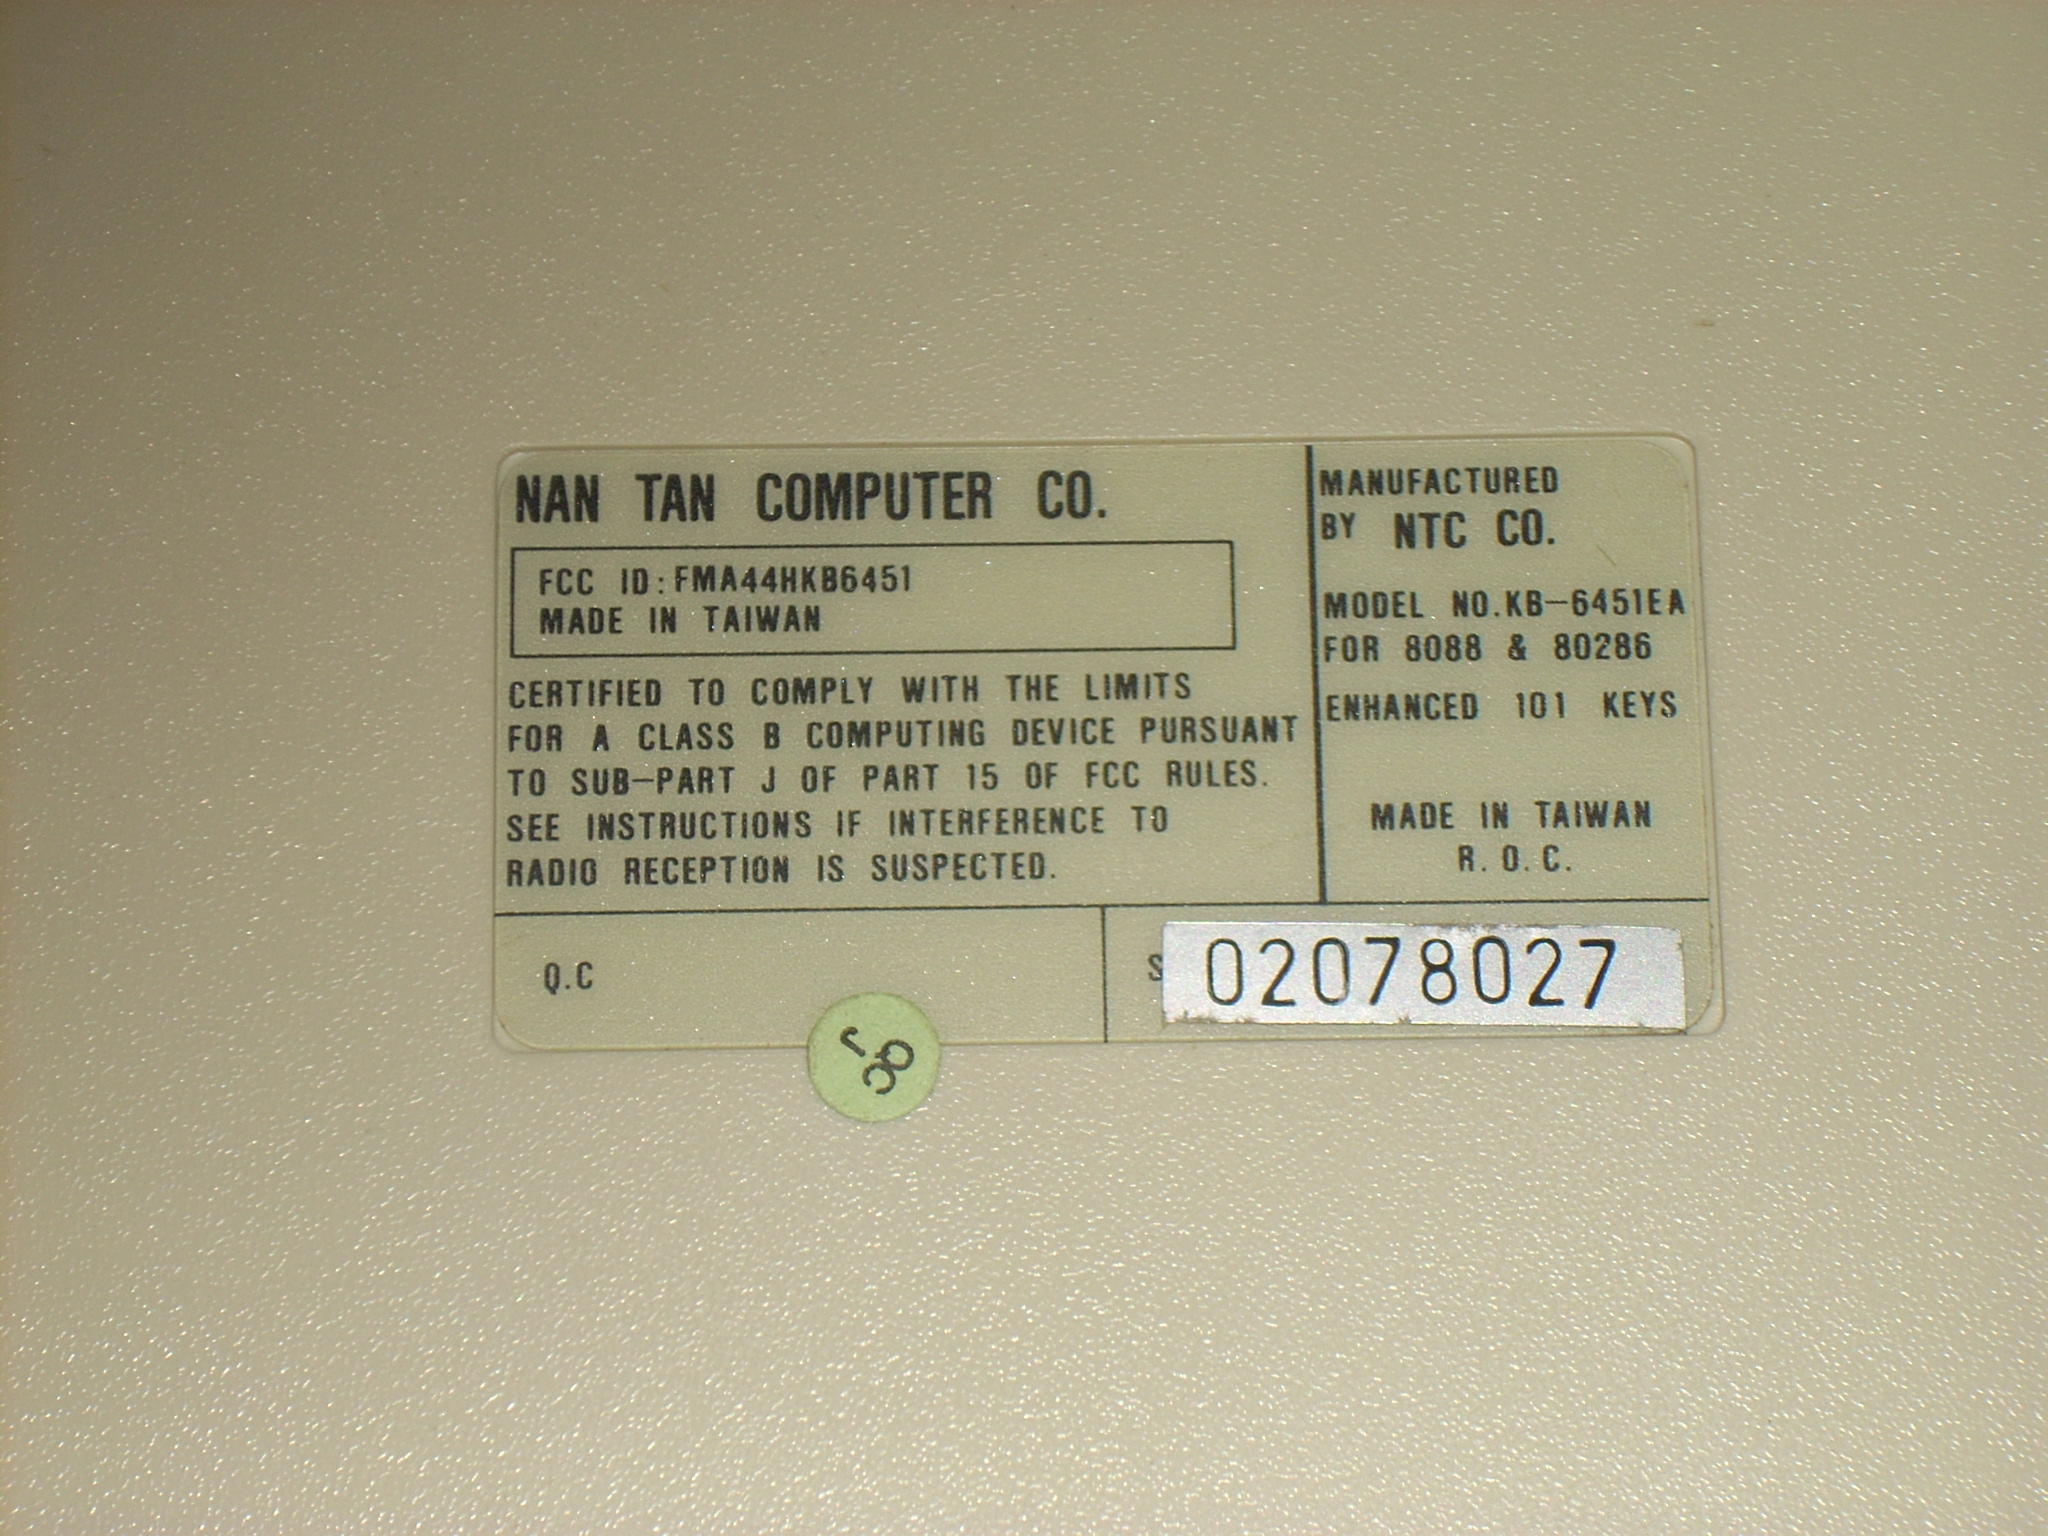 NAN TAN COMPUTER CO.
FCC ID: FMA44HKB6451
MADE IN TAIWAN
CERTIFIED TO COMPLY WITH THE LIMITS
FOR A CLASS B COMPUTING DEVICE PURSUANT
TO SUB-PART J OF PART 15 OF FCC RULES.
SEE INSTRUCTIONS IF INTERFERENCE TO
RADIO RECEPTION IS SUSPECTED.
MANUFACTURED
BY NTC CO.
MODEL NO. KB-6451EA
FOR 8088 & 80286
ENHANCED 101 KEYS
MADE IN TAIWAN
R.O.C.
Q.C
S
02078027
QC